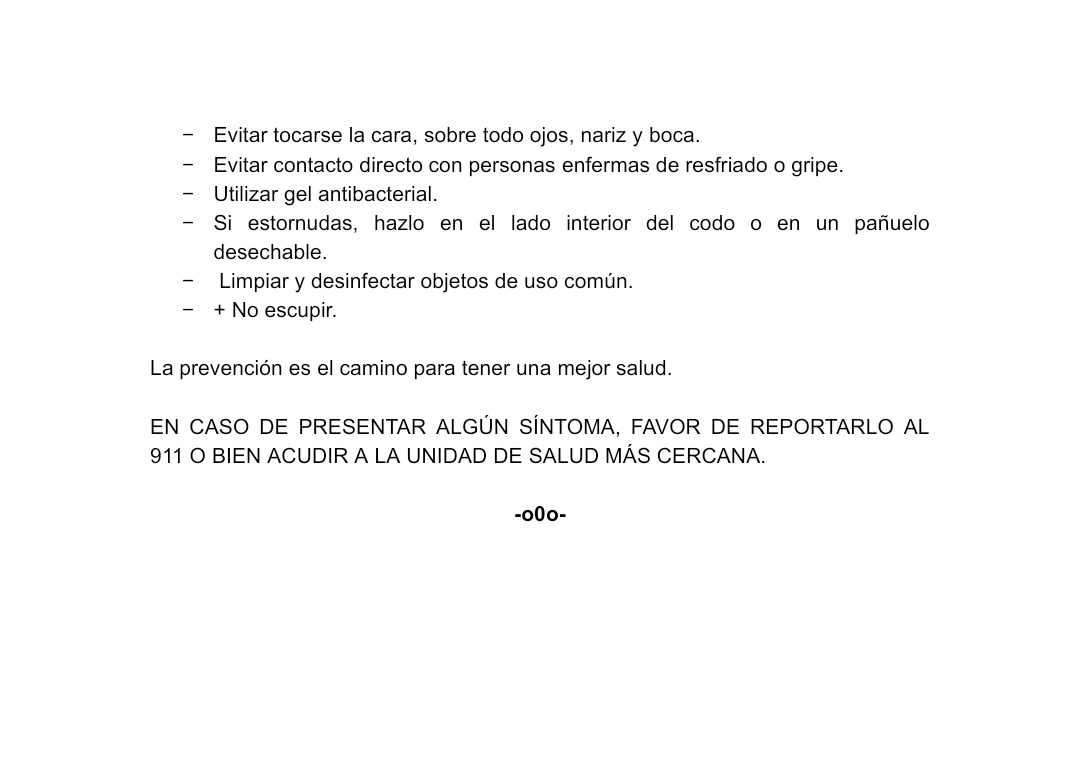 − Evitar tocarse la cara, sobre todo ojos, nariz y boca.
− Evitar contacto directo con personas enfermas de resfriado o gripe.
− Utilizar gel antibacterial.
− Si estornudas, hazlo en el lado interior del codo o en un pañuelo
desechable.
− Limpiar y desinfectar objetos de uso común.
− + No escupir.
La prevención es el camino para tener una mejor salud.
EN CASO DE PRESENTAR ALGÚN SÍNTOMA, FAVOR DE REPORTARLO AL
911 O BIEN ACUDIR A LA UNIDAD DE SALUD MÁS CERCANA.
-o0o-